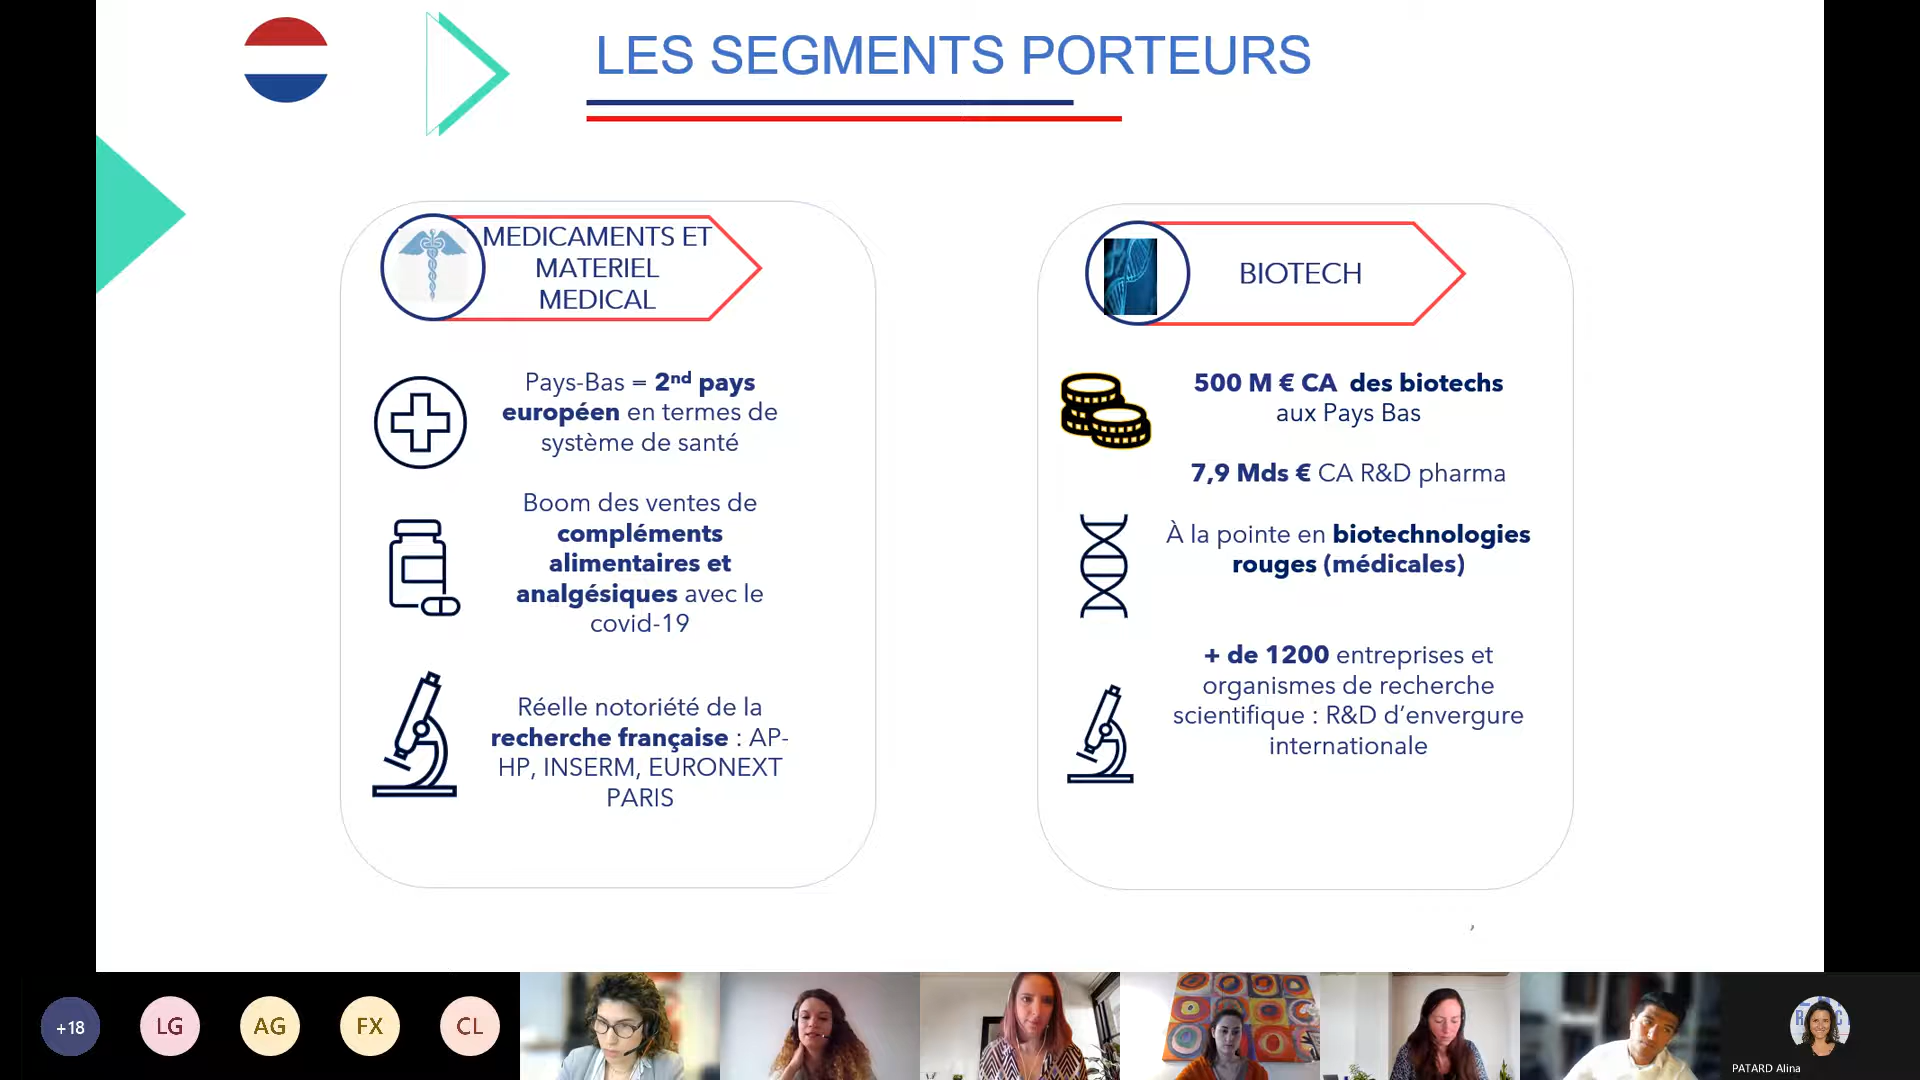 LES SEGMENTS PORTEURS
MEDICAMENTS ET
MATERIEL
MEDICAL
Pays-Bas = 2nd pays
européen en termes de
système de santé
Boom des ventes de
compléments
alimentaires et
analgésiques avec le
covid-19
Réelle notoriété de la
recherche française : AP-
HP, INSERM, EURONEXT
PARIS
BIOTECH
500 M € CA des biotechs
aux Pays Bas
7,9 Mds € CA R&D pharma
À la pointe en biotechnologies
rouges (médicales)
+ de 1200 entreprises et
organismes de recherche
scientifique : R&D d’envergure
internationale
,
+18
LG
AG
FX
CL
PATARD Alina